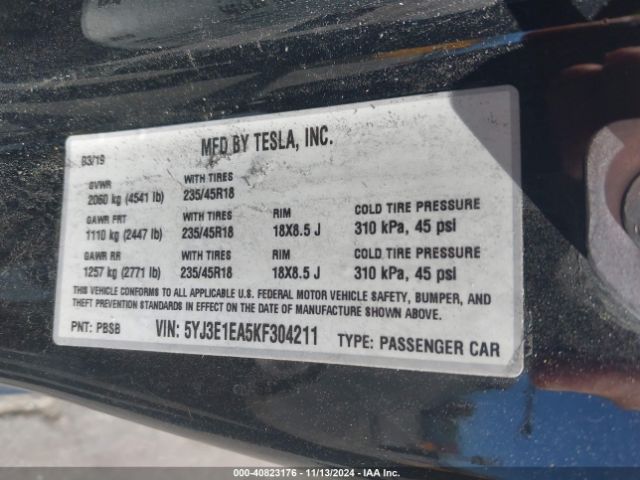 MFD BY TESLA, INC.
03/19
GVWR WITH TIRES
2060 kg (4541 lb) 235/45R18
GAWR FRT WITH TIRES RIM COLD TIRE PRESSURE
1110 kg (2447 lb) 235/45R18 18X8.5 J 310 kPa, 45 psi
GAWR RR WITH TIRES RIM COLD TIRE PRESSURE
1257 kg (2771 lb) 235/45R18 18X8.5 J 310 kPa, 45 psi
THIS VEHICLE CONFORMS TO ALL APPLICABLE U.S. FEDERAL MOTOR VEHICLE SAFETY, BUMPER, AND
THEFT PREVENTION STANDARDS IN EFFECT ON THE DATE OF MANUFACTURE SHOWN ABOVE.
PNT: PBSB VIN: 5YJ3E1EA5KF304211 TYPE: PASSENGER CAR
000-40823176 - 11/13/2024 - IAA Inc.